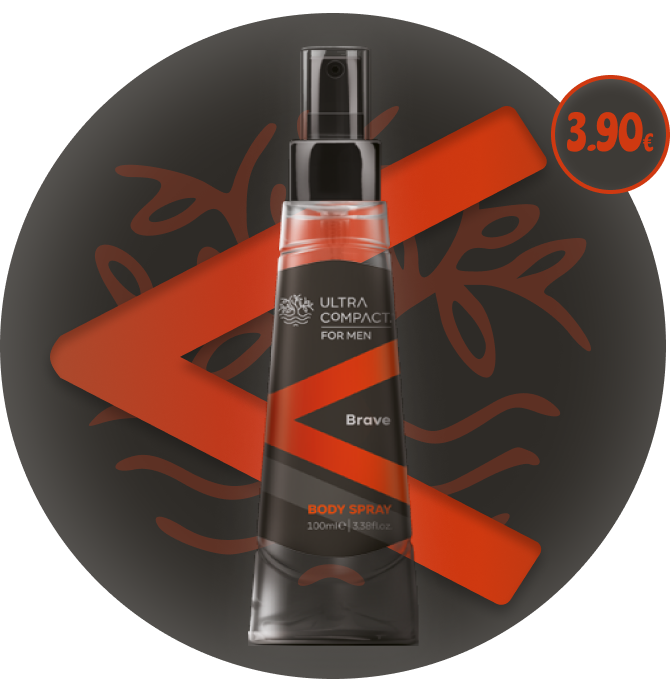 3.90€
ULTRA
COMPACT.
FOR MEN
Brave
BODY SPRAY
100ml℮|3,38fl.oz